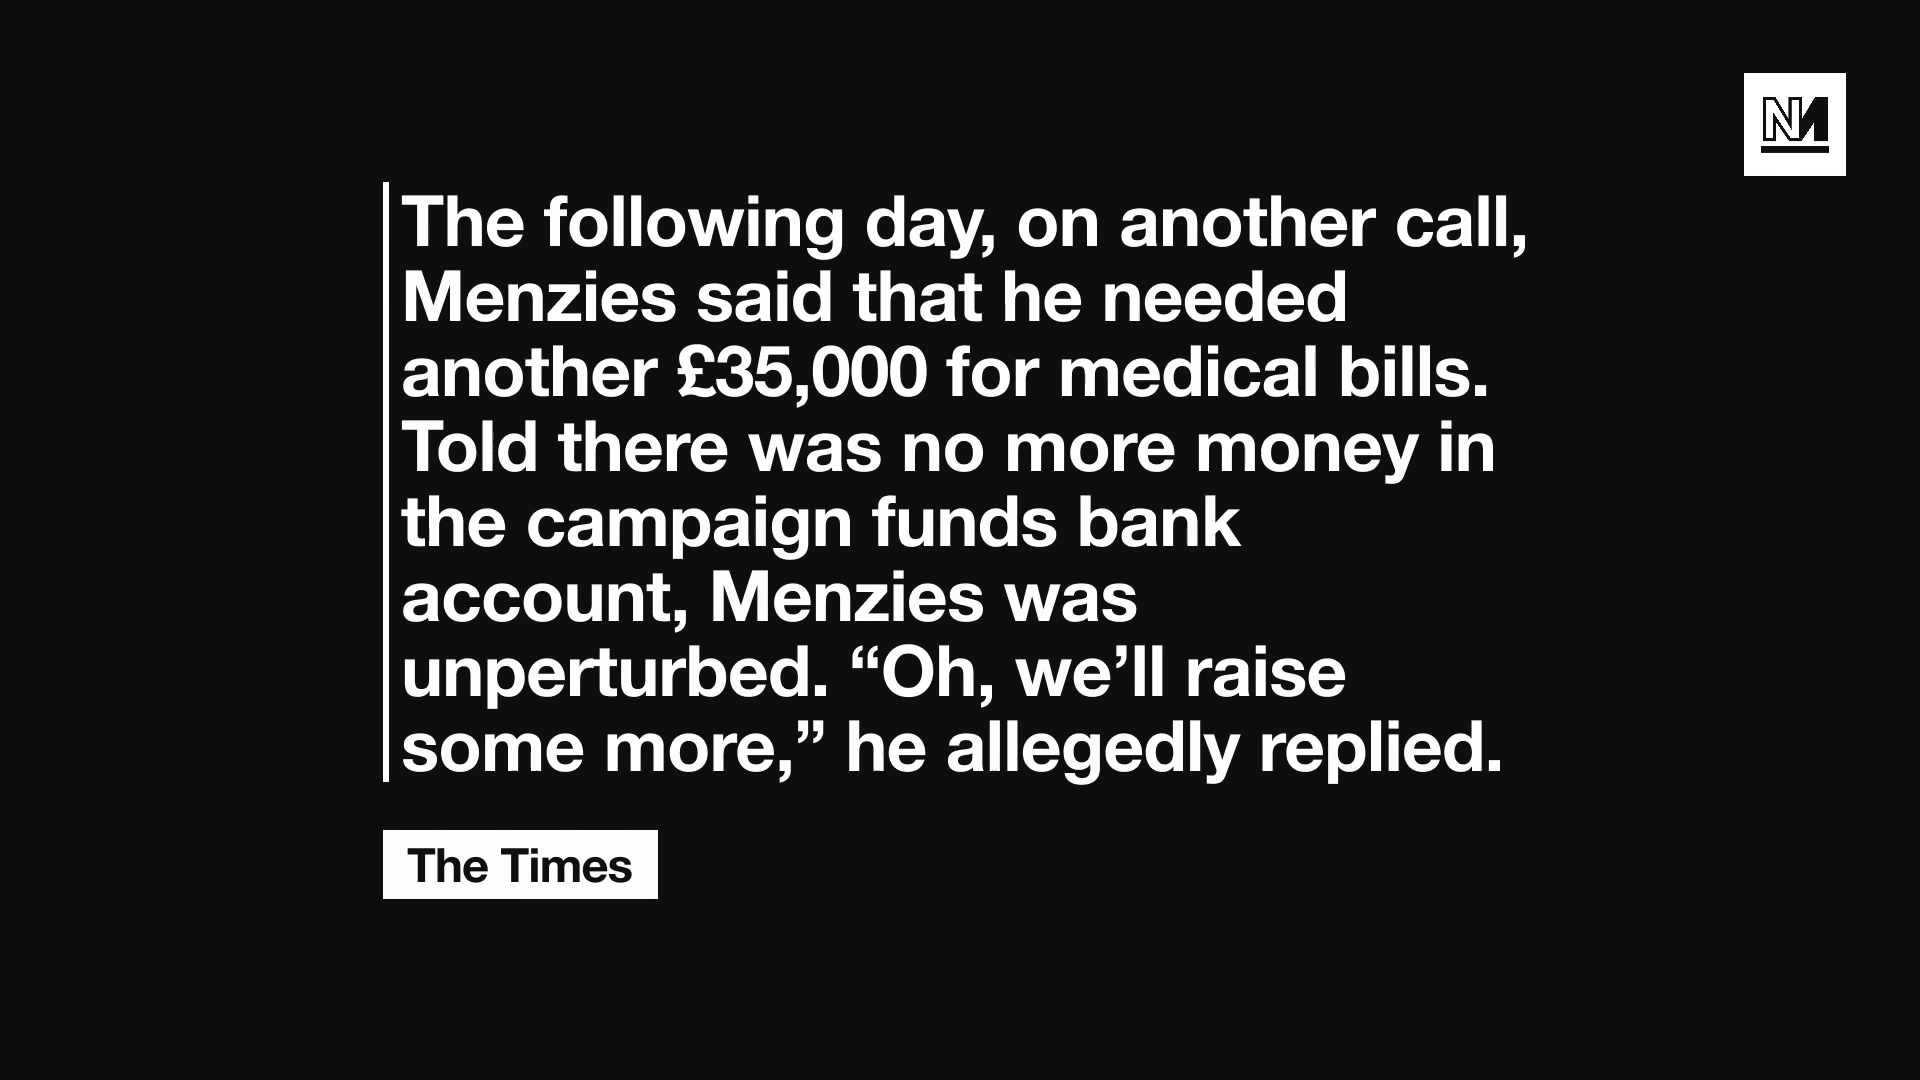 The following day, on another call,
Menzies said that he needed
another £35,000 for medical bills.
Told there was no more money in
the campaign funds bank
account, Menzies was
unperturbed. “Oh, we’ll raise
some more,” he allegedly replied.
The Times